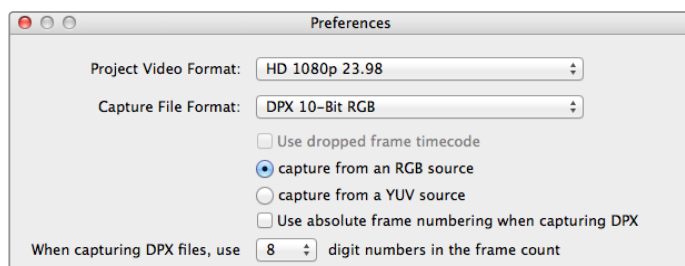 Preferences
Project Video Format: HD 1080p 23.98
Capture File Format: DPX 10-Bit RGB
Use dropped frame timecode
capture from an RGB source
capture from a YUV source
Use absolute frame numbering when capturing DPX
When capturing DPX files, use 8 digit numbers in the frame count